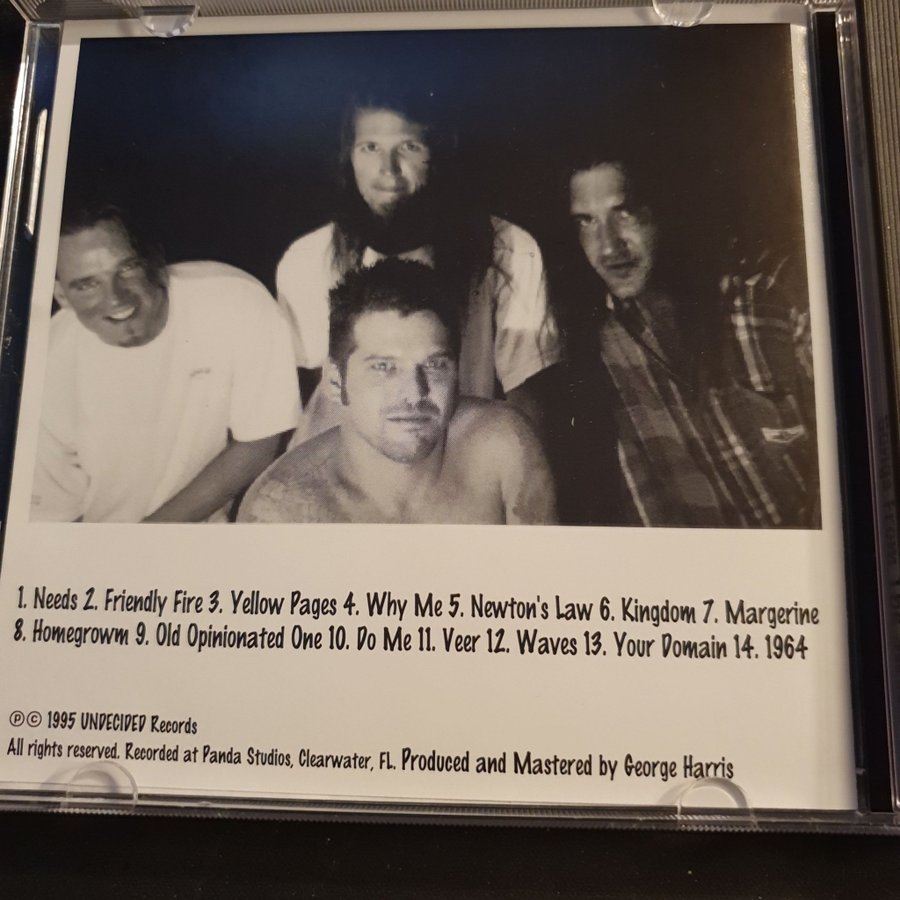 1. Needs 2. Friendly Fire 3. Yellow Pages 4. Why Me 5. Newton's Law 6. Kingdom 7. Margerine
8. Homegrowm 9. Old Opinionated One 10. Do Me 11. Veer 12. Waves 13. Your Domain 14. 1964
℗© 1995 UNDECIDED Records
All rights reserved. Recorded at Panda Studios, Clearwater, FL. Produced and Mastered by George Harris